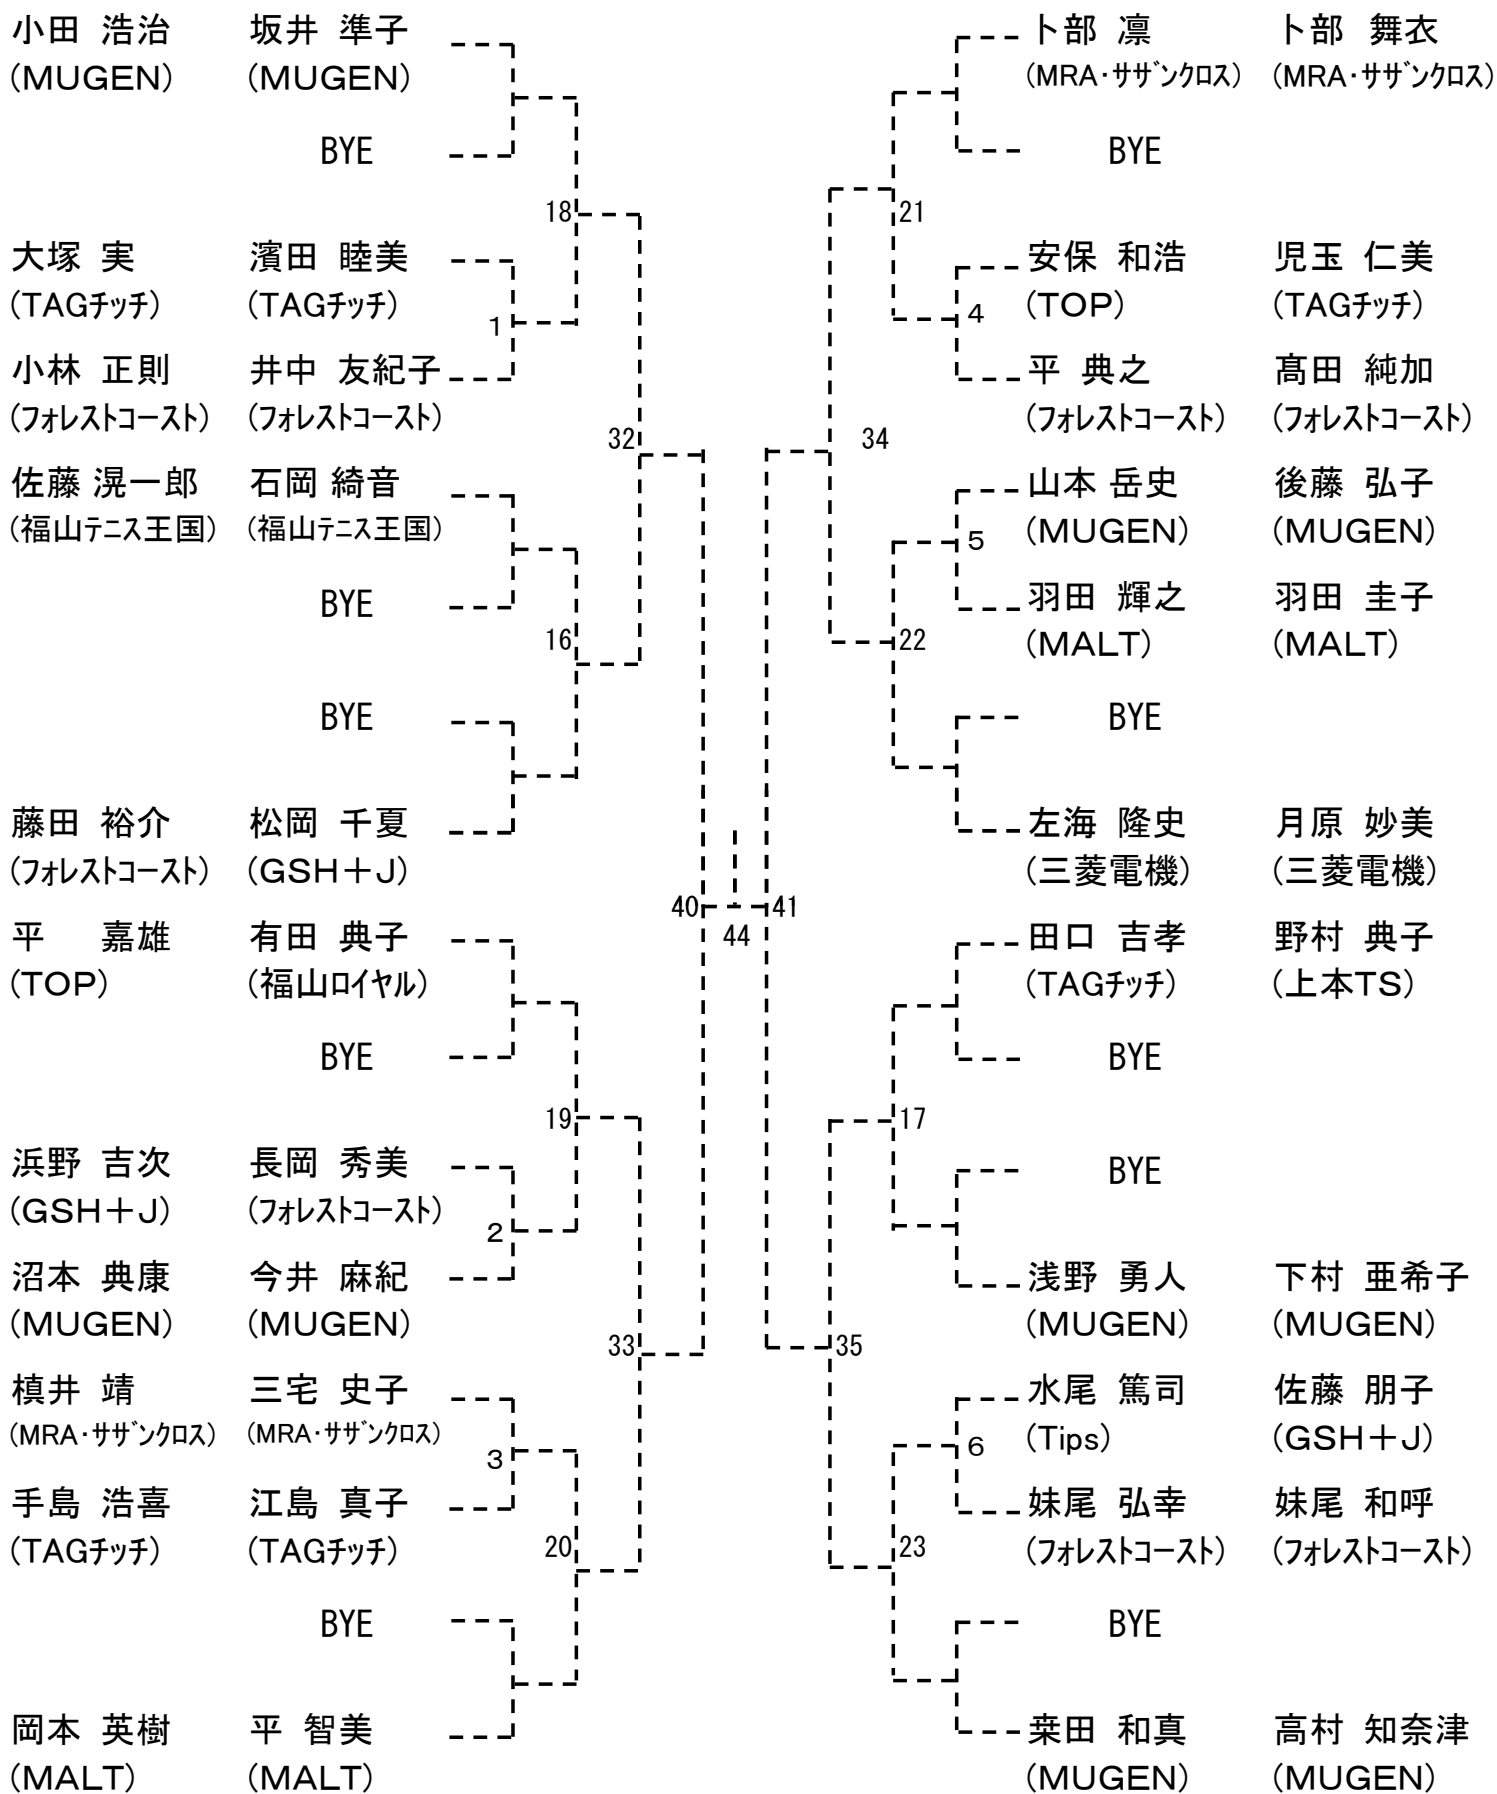 小田 浩治 坂井 準子
(MUGEN) (MUGEN)
BYE
18
大塚 実 濱田 睦美
(TAGチッチ) (TAGチッチ)
1
小林 正則 井中 友紀子
(フォレストコースト) (フォレストコースト)
32
佐藤 滉一郎 石岡 綺音
(福山テニス王国) (福山テニス王国)
BYE
16
BYE
藤田 裕介 松岡 千夏
(フォレストコースト) (GSH＋J)
40
44
平 嘉雄 有田 典子
(TOP) (福山ロイヤル)
BYE
19
浜野 吉次 長岡 秀美
(GSH＋J) (フォレストコースト)
2
沼本 典康 今井 麻紀
(MUGEN) (MUGEN)
33
槙井 靖 三宅 史子
(MRA・サザンクロス) (MRA・サザンクロス)
3
手島 浩喜 江島 真子
(TAGチッチ) (TAGチッチ)
20
BYE
岡本 英樹 平 智美
(MALT) (MALT)
卜部 凛 卜部 舞衣
(MRA・サザンクロス) (MRA・サザンクロス)
BYE
21
安保 和浩 児玉 仁美
(TOP) (TAGチッチ)
4
平 典之 髙田 純加
(フォレストコースト) (フォレストコースト)
34
山本 岳史 後藤 弘子
(MUGEN) (MUGEN)
5
羽田 輝之 羽田 圭子
(MALT) (MALT)
22
BYE
左海 隆史 月原 妙美
(三菱電機) (三菱電機)
41
田口 吉孝 野村 典子
(TAGチッチ) (上本TS)
BYE
17
BYE
浅野 勇人 下村 亜希子
(MUGEN) (MUGEN)
35
水尾 篤司 佐藤 朋子
(Tips) (GSH＋J)
6
妹尾 弘幸 妹尾 和呼
(フォレストコースト) (フォレストコースト)
23
BYE
桒田 和真 高村 知奈津
(MUGEN) (MUGEN)